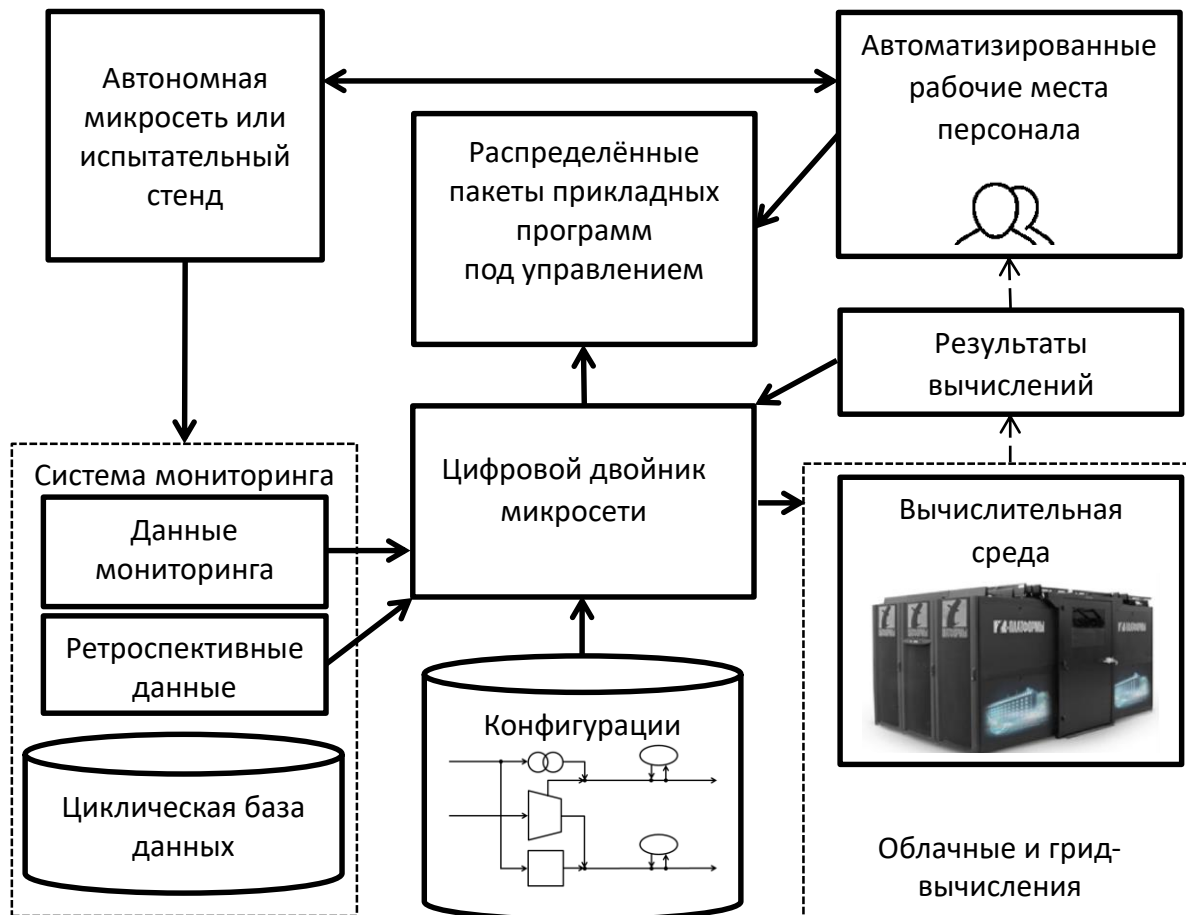 Автономная
микросеть или
испытательный
стенд
Автоматизированные
рабочие места
персонала
Распределённые
пакеты прикладных
программ
под управлением
Результаты
вычислений
Система мониторинга
Данные
мониторинга
Ретроспективные
данные
Циклическая база
данных
Цифровой двойник
микросети
Конфигурации
Вычислительная
среда
Т-ПЛАТФОРМЫ
Облачные и грид-
вычисления